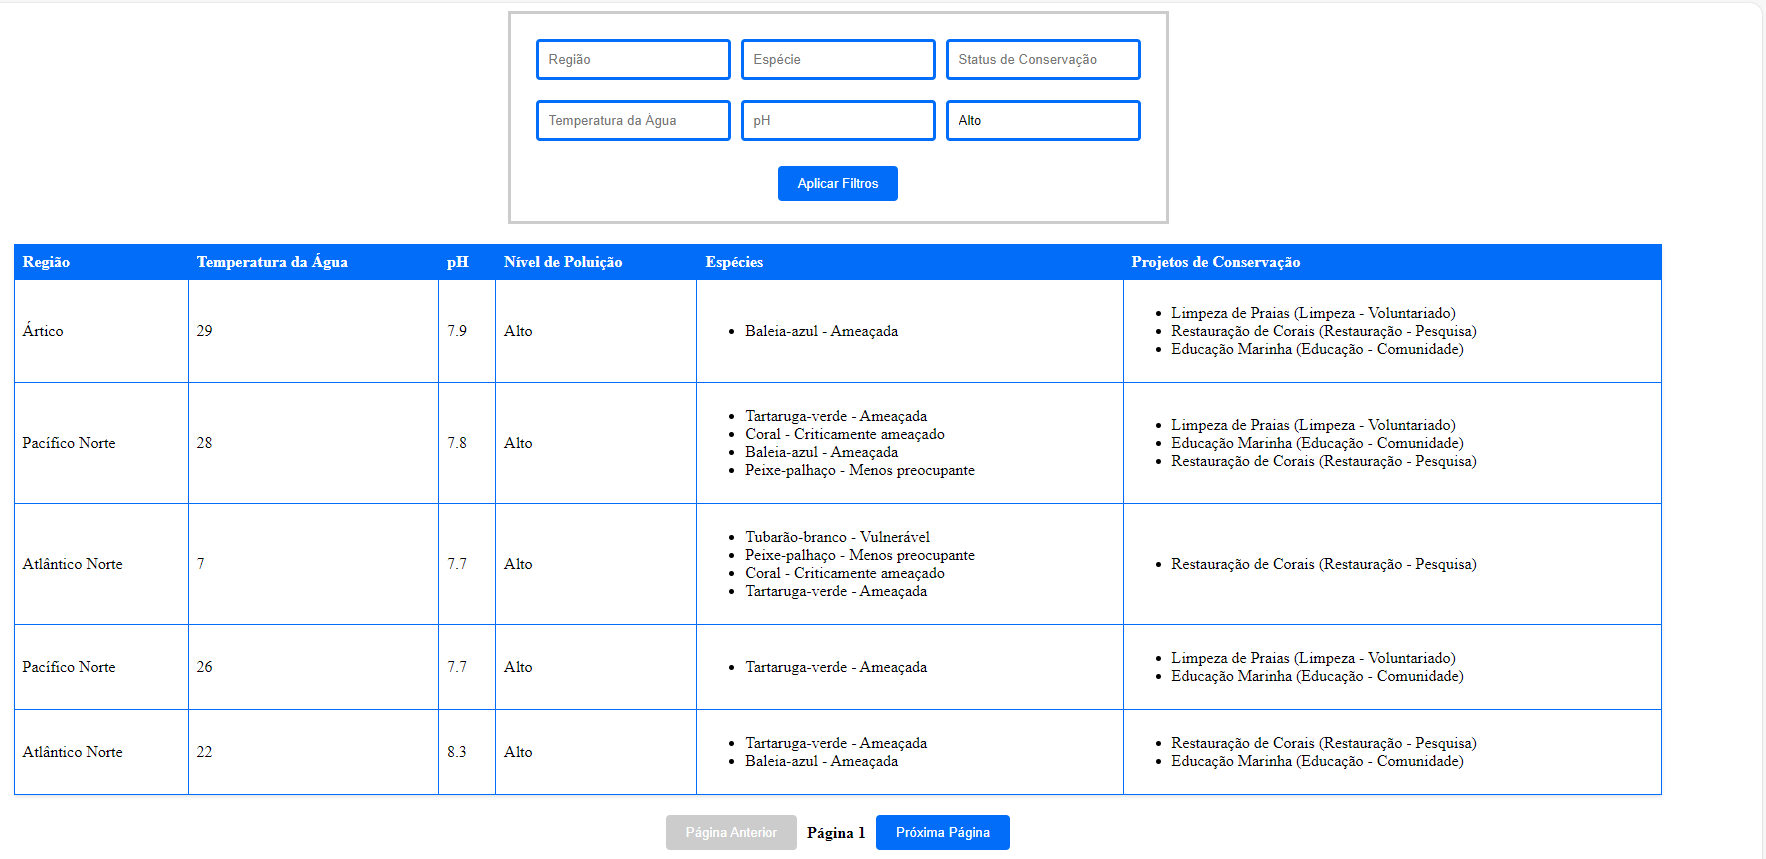 Região Espécie Status de Conservação
Temperatura da Água pH Alto
Aplicar Filtros
Região Temperatura da Água pH Nível de Poluição Espécies Projetos de Conservação
Ártico 29 7.9 Alto
• Baleia-azul - Ameaçada
• Limpeza de Praias (Limpeza - Voluntariado)
• Restauração de Corais (Restauração - Pesquisa)
• Educação Marinha (Educação - Comunidade)
Pacífico Norte 28 7.8 Alto
• Tartaruga-verde - Ameaçada
• Coral - Criticamente ameaçado
• Baleia-azul - Ameaçada
• Peixe-palhaço - Menos preocupante
• Limpeza de Praias (Limpeza - Voluntariado)
• Educação Marinha (Educação - Comunidade)
• Restauração de Corais (Restauração - Pesquisa)
Atlântico Norte 7 7.7 Alto
• Tubarão-branco - Vulnerável
• Peixe-palhaço - Menos preocupante
• Coral - Criticamente ameaçado
• Tartaruga-verde - Ameaçada
• Restauração de Corais (Restauração - Pesquisa)
Pacífico Norte 26 7.7 Alto
• Tartaruga-verde - Ameaçada
• Limpeza de Praias (Limpeza - Voluntariado)
• Educação Marinha (Educação - Comunidade)
Atlântico Norte 22 8.3 Alto
• Tartaruga-verde - Ameaçada
• Baleia-azul - Ameaçada
• Restauração de Corais (Restauração - Pesquisa)
• Educação Marinha (Educação - Comunidade)
Página Anterior Página 1 Próxima Página